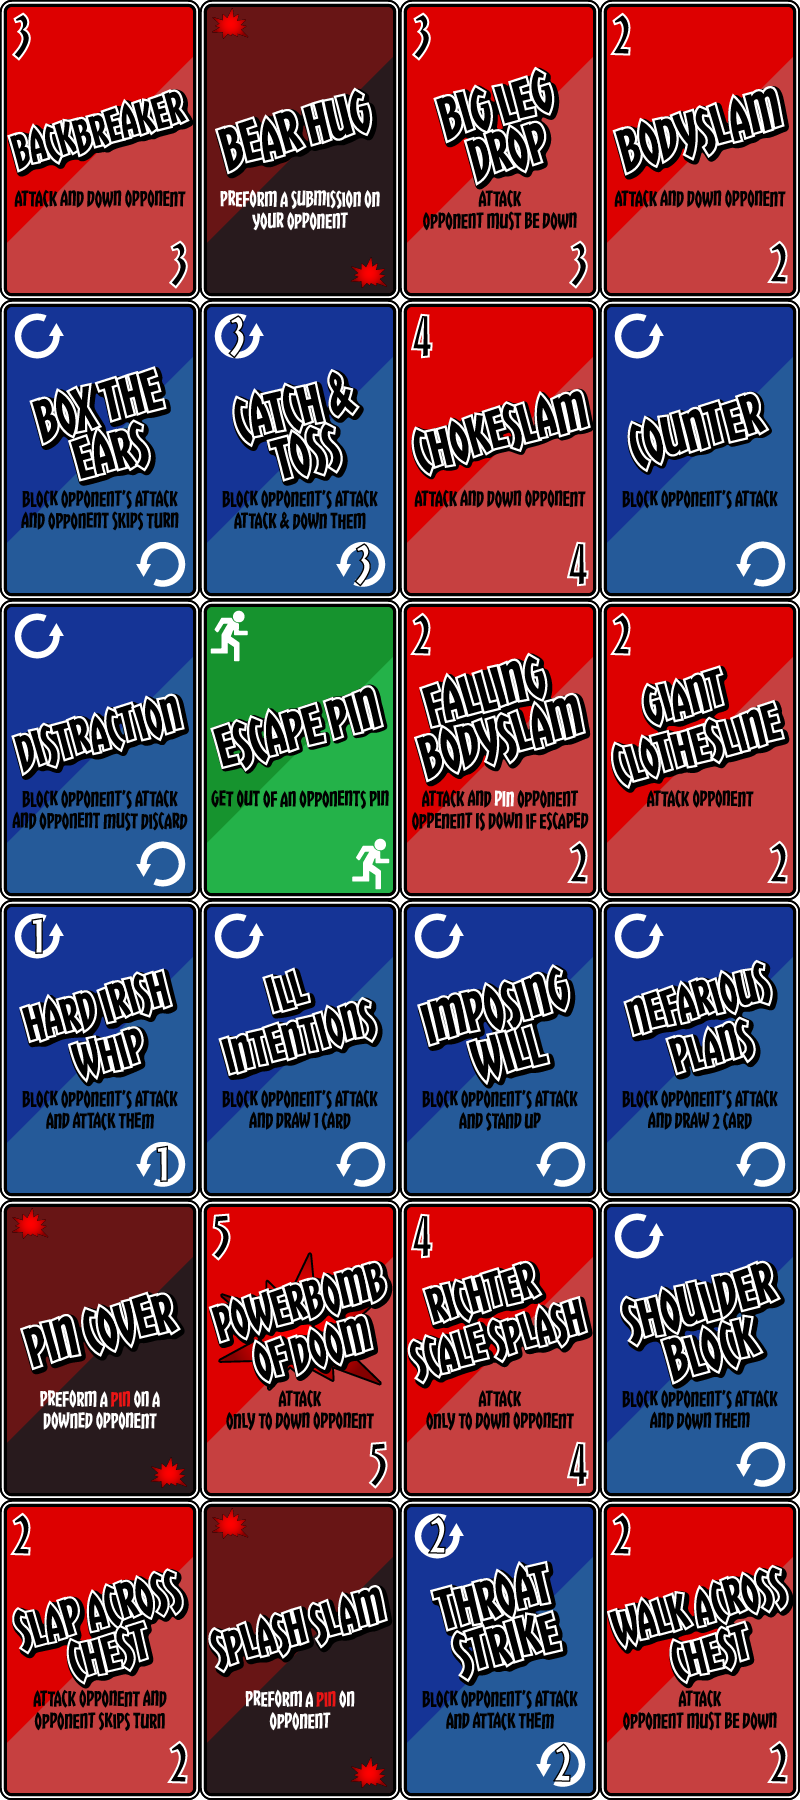 3
BACKBREAKER
ATTACK AND DOWN OPPONENT
3
BEAR HUG
PREFORM A SUBMISSION ON
YOUR OPPONENT
3
BIG LEG
DROP
ATTACK
OPPONENT MUST BE DOWN
3
2
BODYSLAM
ATTACK AND DOWN OPPONENT
2
BOX THE
EARS
BLOCK OPPONENT'S ATTACK
AND OPPONENT SKIPS TURN
3
CATCH &
TOSS
BLOCK OPPONENT'S ATTACK
ATTACK & DOWN THEM
3
4
CHOKESLAM
ATTACK AND DOWN OPPONENT
4
COUNTER
BLOCK OPPONENT'S ATTACK
DISTRACTION
BLOCK OPPONENT'S ATTACK
AND OPPONENT MUST DISCARD
ESCAPE PIN
GET OUT OF AN OPPONENTS PIN
2
FALLING
BODYSLAM
ATTACK AND PIN OPPONENT
OPPENENT IS DOWN IF ESCAPED
2
2
GIANT
CLOTHESLINE
ATTACK OPPONENT
2
1
HARD IRISH
WHIP
BLOCK OPPONENT'S ATTACK
AND ATTACK THEM
1
ILL
INTENTIONS
BLOCK OPPONENT'S ATTACK
AND DRAW 1 CARD
IMPOSING
WILL
BLOCK OPPONENT'S ATTACK
AND STAND UP
NEFARIOUS
PLANS
BLOCK OPPONENT'S ATTACK
AND DRAW 2 CARD
PIN COVER
PREFORM A PIN ON A
DOWNED OPPONENT
5
POWERBOMB
OF DOOM
ATTACK
ONLY TO DOWN OPPONENT
5
4
RICHTER
SCALE SPLASH
ATTACK
ONLY TO DOWN OPPONENT
4
SHOULDER
BLOCK
BLOCK OPPONENT'S ATTACK
AND DOWN THEM
2
SLAP ACROSS
CHEST
ATTACK OPPONENT AND
OPPONENT SKIPS TURN
2
SPLASH SLAM
PREFORM A PIN ON
OPPONENT
2
THROAT
STRIKE
BLOCK OPPONENT'S ATTACK
AND ATTACK THEM
2
2
WALK ACROSS
CHEST
ATTACK
OPPONENT MUST BE DOWN
2